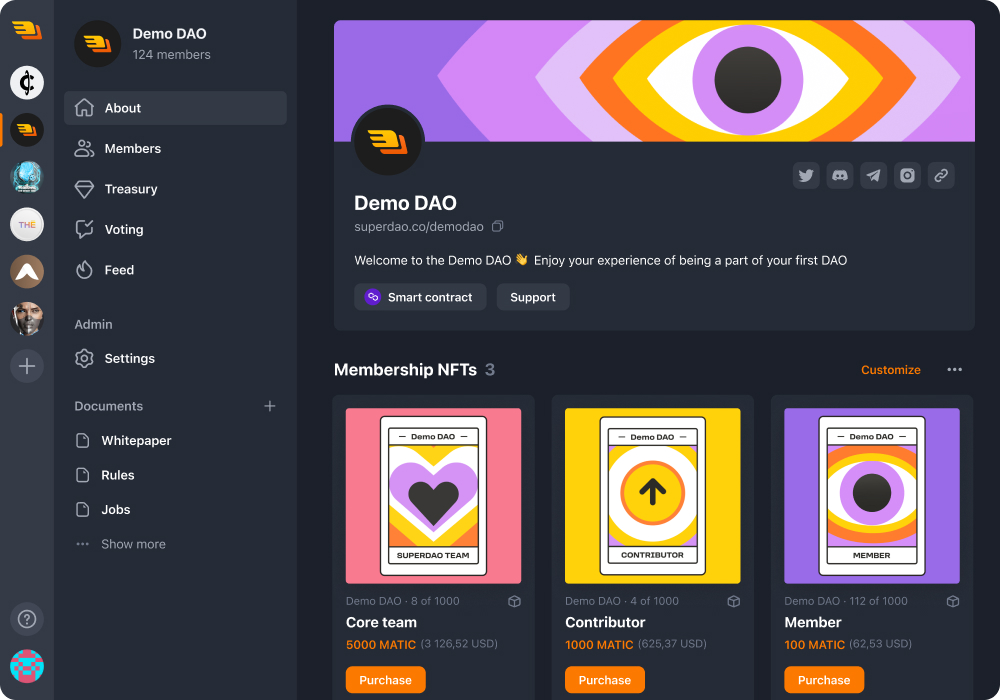 Demo DAO
124 members
THE
About
Members
Treasury
Voting
Feed
Admin
Settings
Documents
Whitepaper
Rules
Jobs
Show more
Demo DAO
superdao.co/demodao
Welcome to the Demo DAO 👋 Enjoy your experience of being a part of your first DAO
Smart contract
Support
Membership NFTs 3
Customize
— Demo DAO —
SUPERDAO TEAM
Demo DAO · 8 of 1000
Core team
5000 MATIC (3 126,52 USD)
Purchase
— Demo DAO —
CONTRIBUTOR
Demo DAO · 4 of 1000
Contributor
1000 MATIC (625,37 USD)
Purchase
— Demo DAO —
MEMBER
Demo DAO · 112 of 1000
Member
100 MATIC (62,53 USD)
Purchase